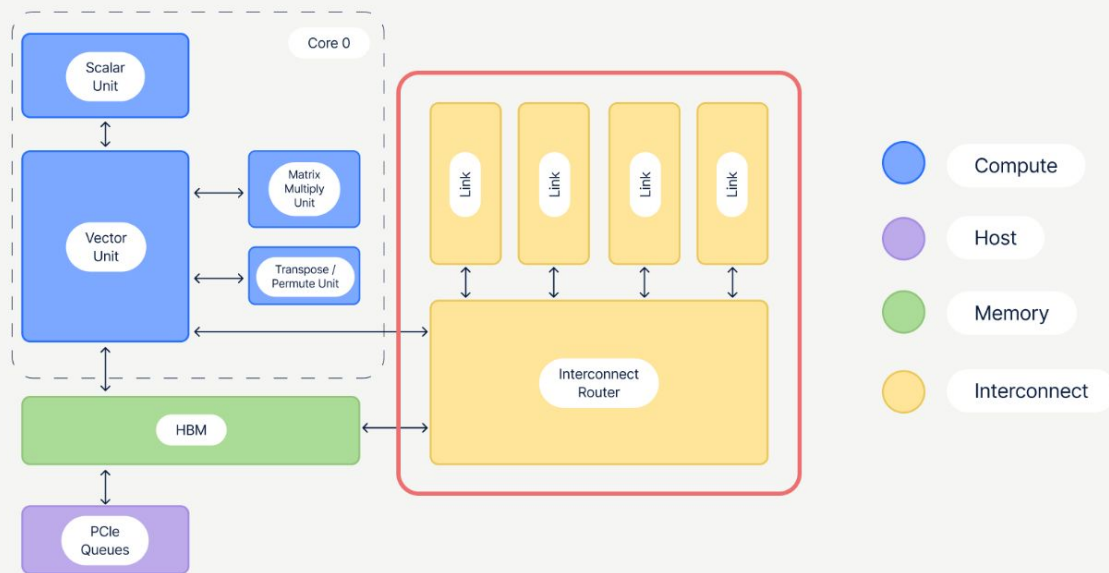 Core 0
Scalar
Unit
Vector
Unit
Matrix
Multiply
Unit
Transpose /
Permute Unit
HBM
PCIe
Queues
Link
Link
Link
Link
Interconnect
Router
Compute
Host
Memory
Interconnect